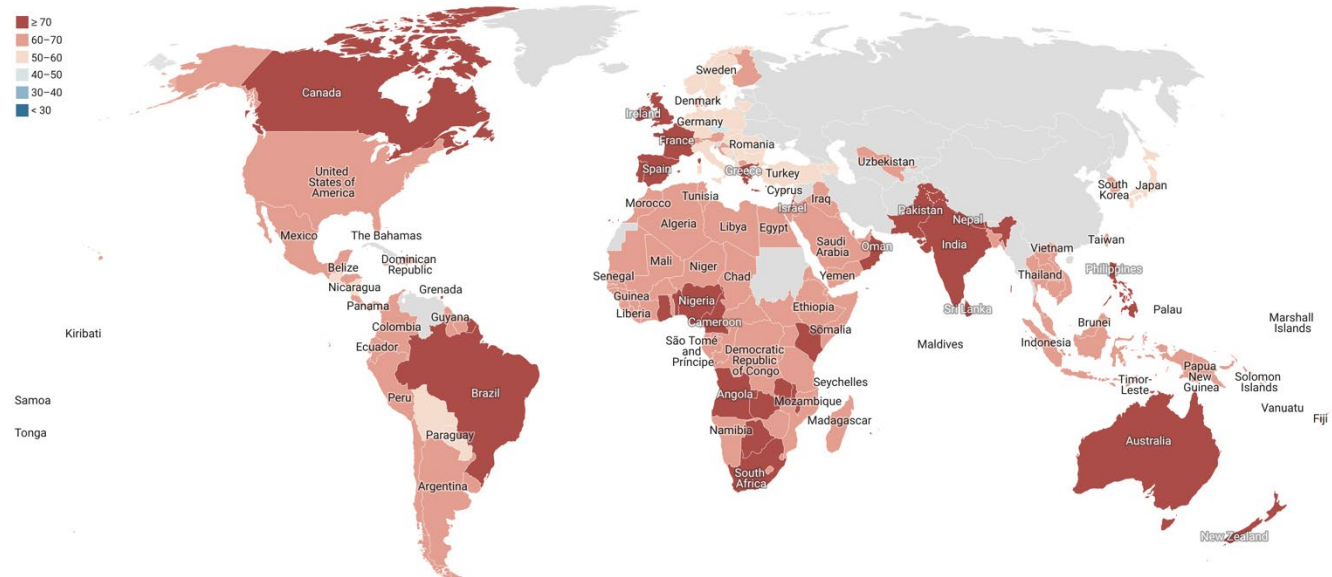 ≥ 70
60–70
50–60
40–50
30–40
< 30
Canada
United
States of
America
Mexico
The Bahamas
Belize
Dominican
Republic
Nicaragua
Grenada
Panama
Guyana
Colombia
Ecuador
Kiribati
Peru
Brazil
Samoa
Tonga
Paraguay
Argentina
Sweden
Denmark
Ireland
Germany
France
Romania
Spain
Greece
Turkey
Uzbekistan
Cyprus
Tunisia
Morocco
Israel
Iraq
Algeria
Libya
Egypt
Saudi
Arabia
Oman
Mali
Niger
Chad
Yemen
Senegal
Guinea
Nigeria
Ethiopia
Liberia
Cameroon
Somalia
São Tomé
and
Príncipe
Democratic
Republic
of Congo
Seychelles
Angola
Mozambique
Madagascar
Namibia
South
Africa
Pakistan
Nepal
India
Sri Lanka
Maldives
South
Korea
Japan
Taiwan
Vietnam
Thailand
Philippines
Palau
Marshall
Islands
Brunei
Indonesia
Papua
New
Guinea
Timor-
Leste
Solomon
Islands
Vanuatu
Fiji
Australia
New Zealand